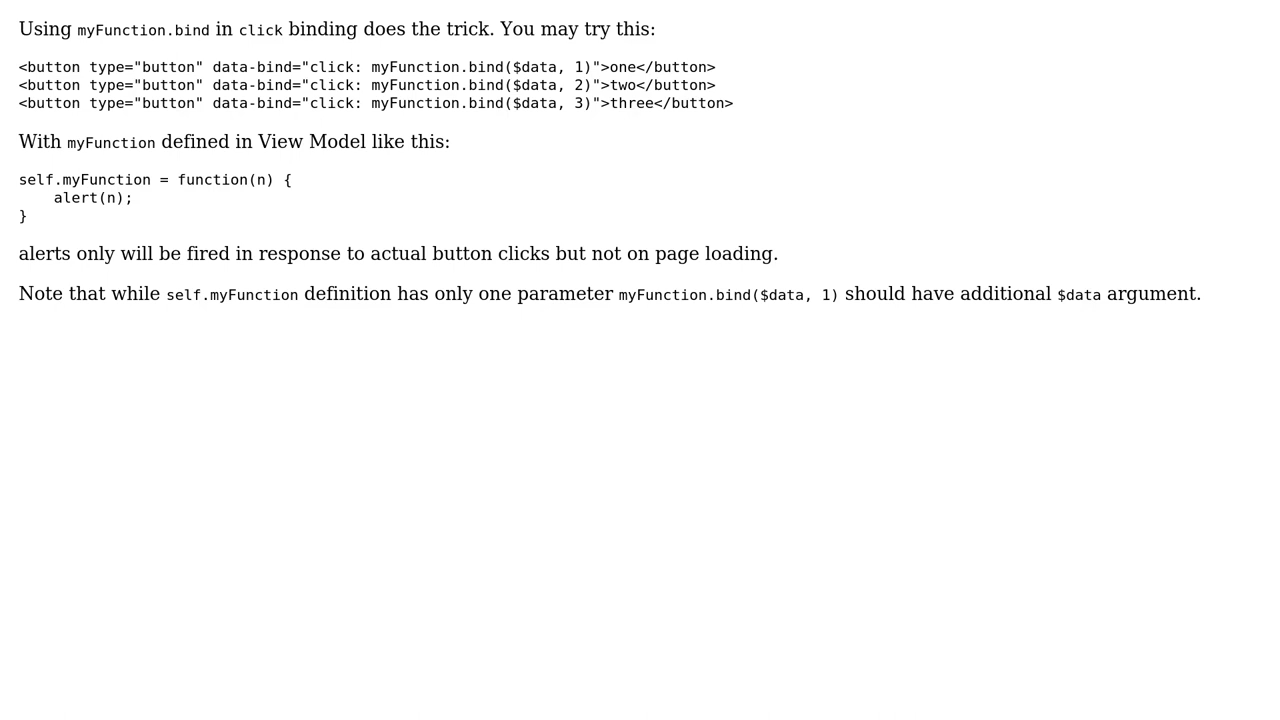 Using myFunction.bind in click binding does the trick. You may try this:
<button type="button" data-bind="click: myFunction.bind($data, 1)">one</button>
<button type="button" data-bind="click: myFunction.bind($data, 2)">two</button>
<button type="button" data-bind="click: myFunction.bind($data, 3)">three</button>
With myFunction defined in View Model like this:
self.myFunction = function(n) {
    alert(n);
}
alerts only will be fired in response to actual button clicks but not on page loading.
Note that while self.myFunction definition has only one parameter myFunction.bind($data, 1) should have additional $data argument.